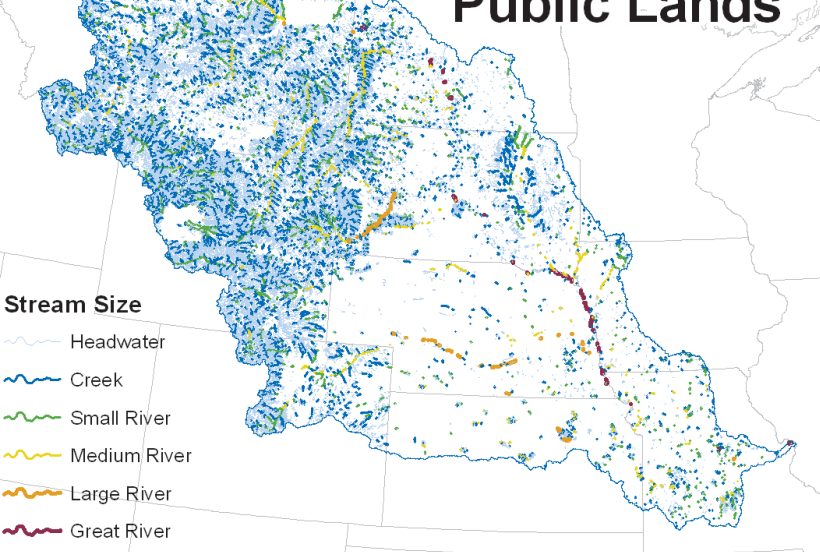 Public Lands
Stream Size
Headwater
Creek
Small River
Medium River
Large River
Great River